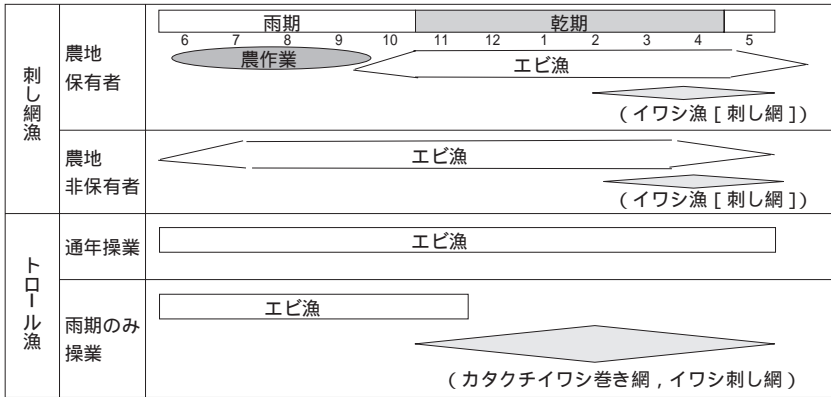 雨期 乾期
6 7 8 9 10 11 12 1 2 3 4 5
刺し網漁
農地
保有者
農作業 エビ漁
(イワシ漁[刺し網])
農地
非保有者
エビ漁
(イワシ漁[刺し網])
トロール漁
通年操業
エビ漁
雨期のみ
操業
エビ漁
(カタクチイワシ巻き網,イワシ刺し網)